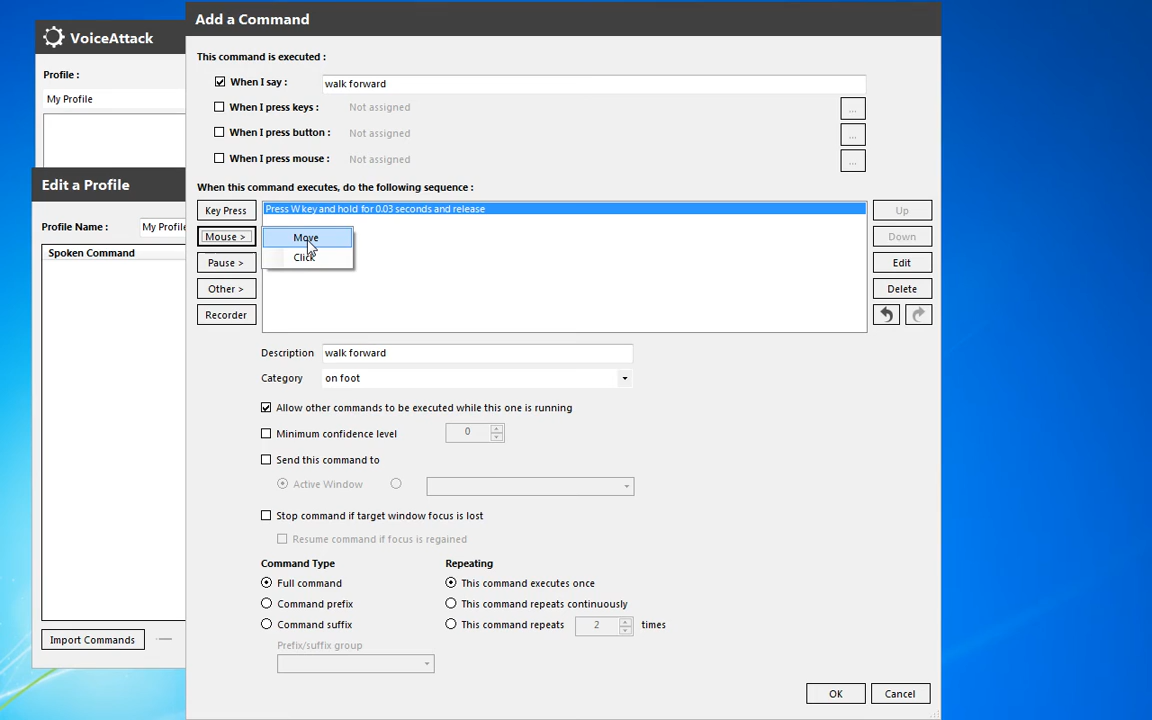 Add a Command
VoiceAttack
This command is executed :
Profile :
When I say :
walk forward
My Profile
When I press keys :
Not assigned
...
When I press button :
Not assigned
...
When I press mouse :
Not assigned
...
Edit a Profile
When this command executes, do the following sequence :
Key Press
Press W key and hold for 0.03 seconds and release
Up
Profile Name :
My Profile
Mouse >
Move
Down
Spoken Command
Click
Pause >
Edit
Other >
Delete
Recorder
Description
walk forward
Category
on foot
Allow other commands to be executed while this one is running
Minimum confidence level
0
Send this command to
Active Window
Stop command if target window focus is lost
Resume command if focus is regained
Command Type
Repeating
Full command
This command executes once
Command prefix
This command repeats continuously
Command suffix
This command repeats
2
times
Import Commands
Prefix/suffix group
OK
Cancel